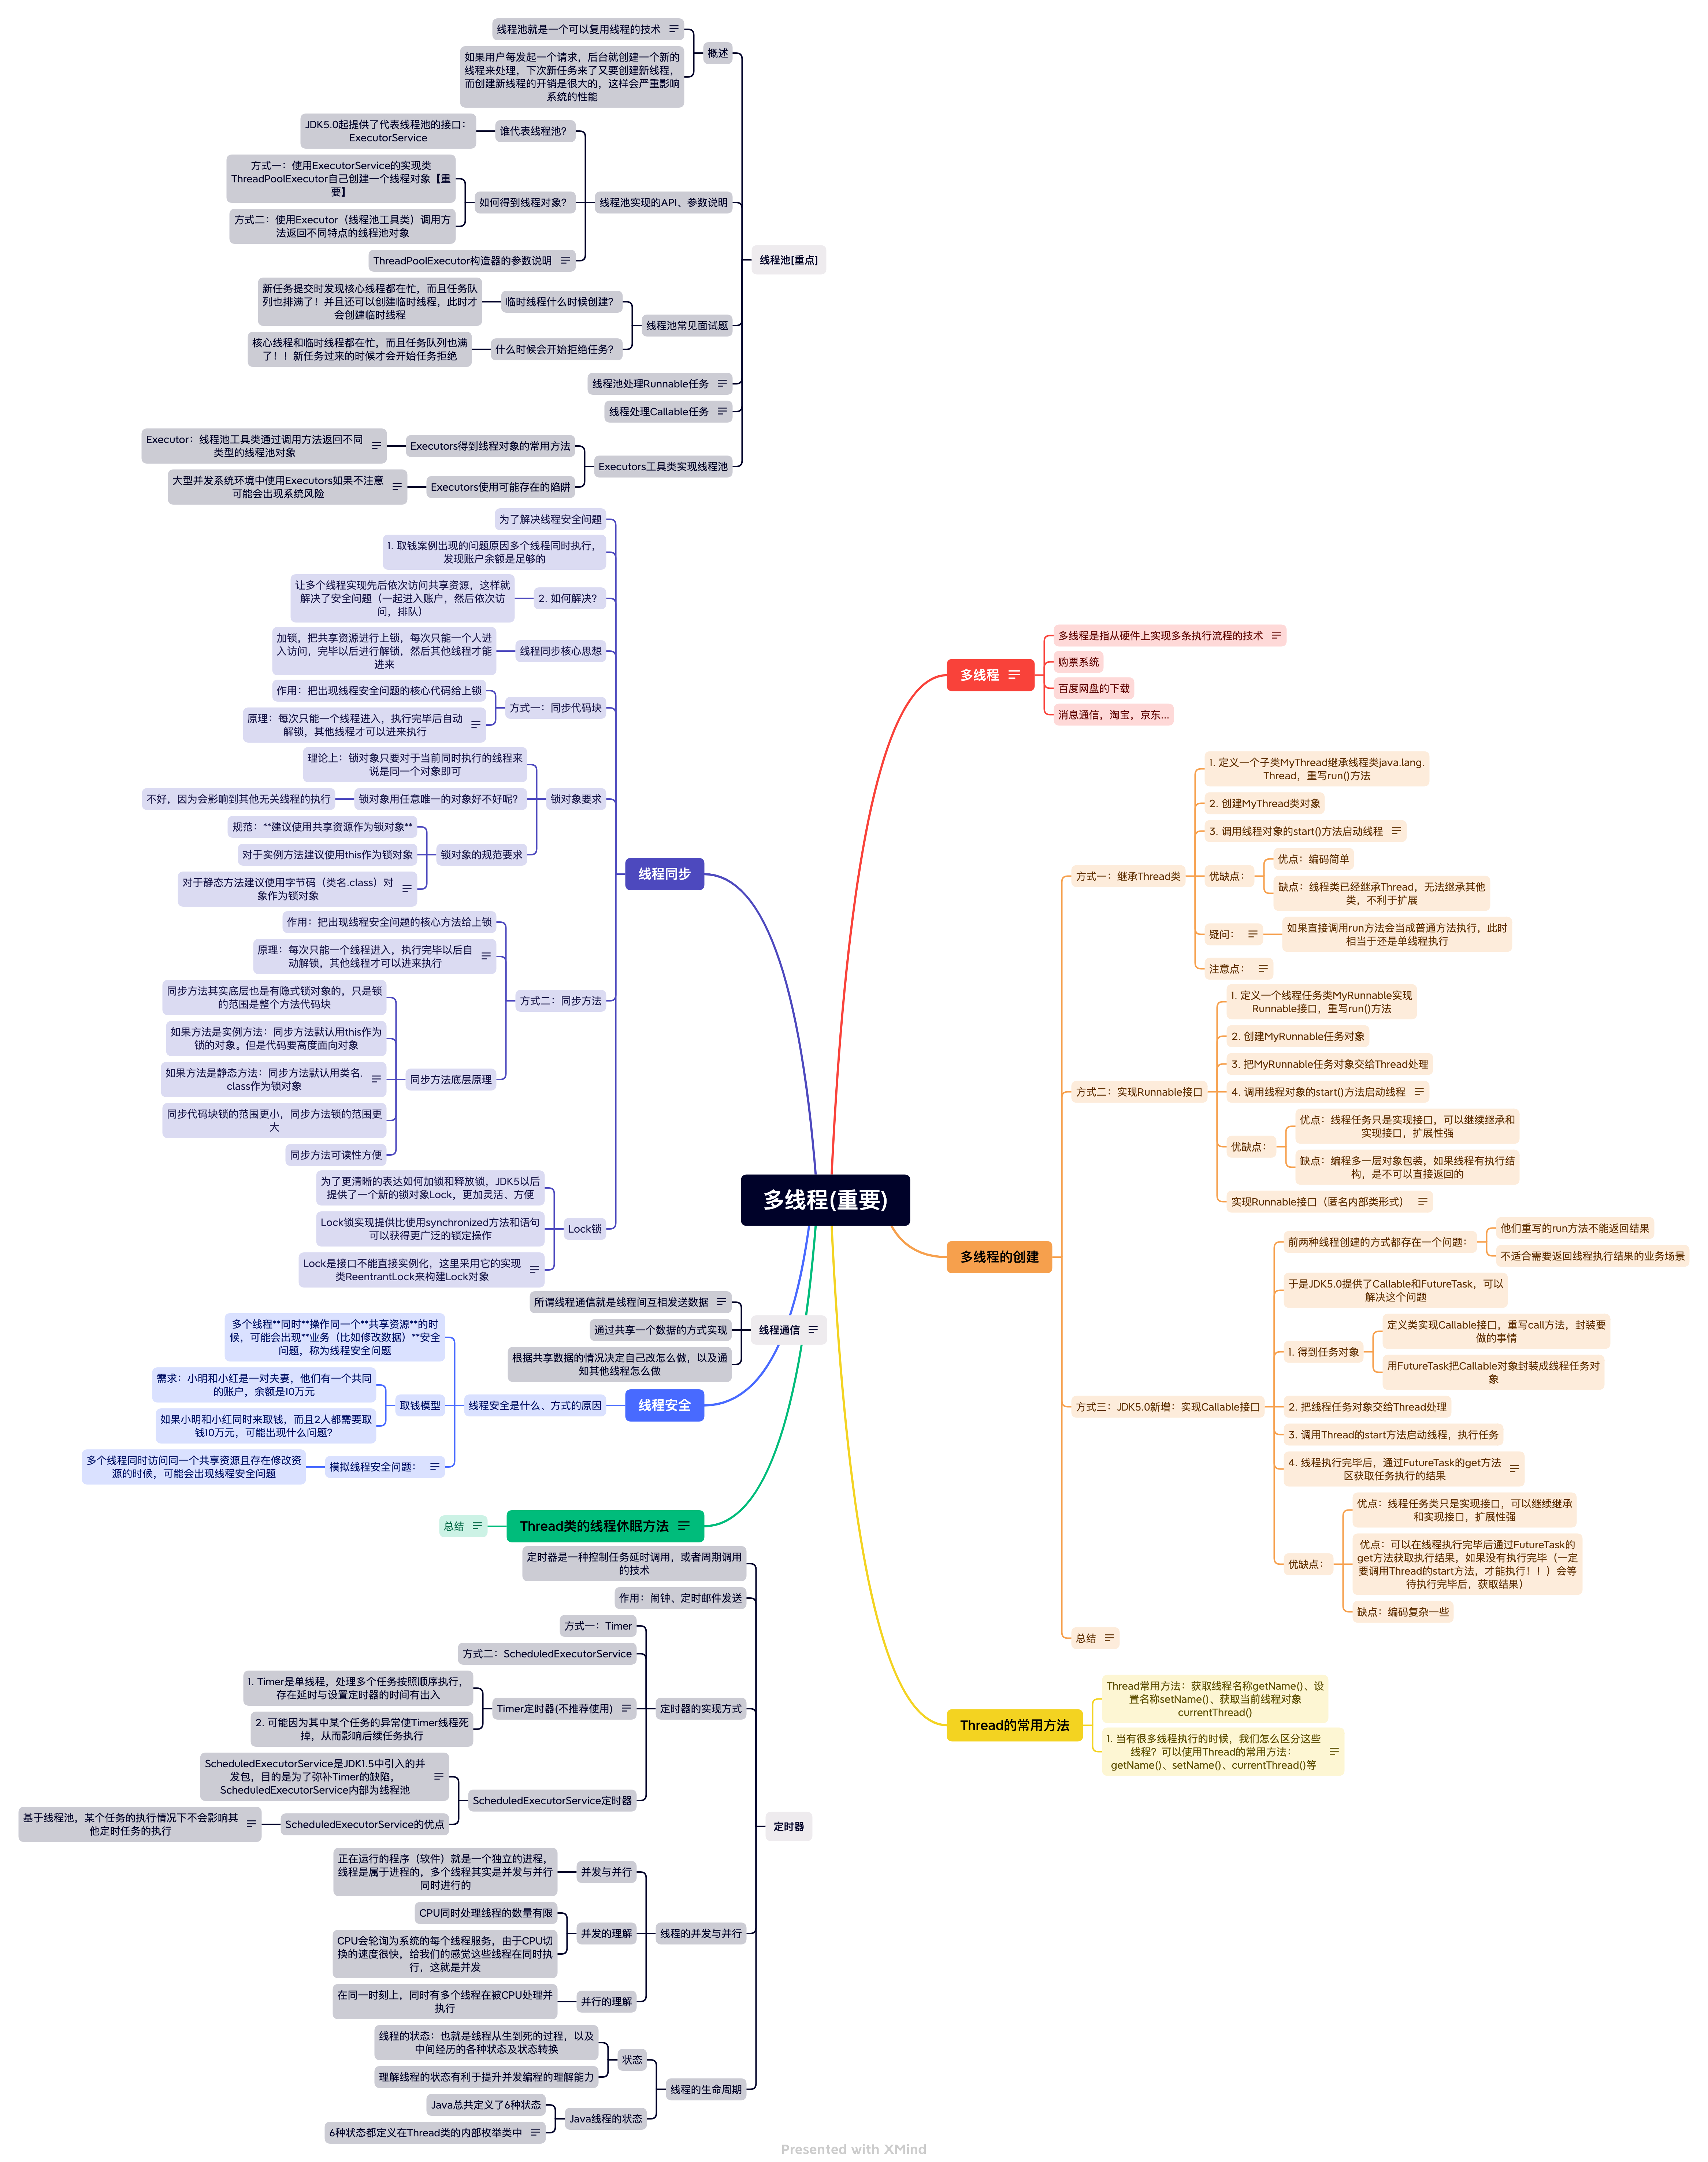 多线程(重要)
多线程
多线程是指从硬件上实现多条执行流程的技术
购票系统
百度网盘的下载
消息通信，淘宝，京东...
多线程的创建
方式一：继承Thread类
1. 定义一个子类MyThread继承线程类java.lang.
Thread，重写run()方法
2. 创建MyThread类对象
3. 调用线程对象的start()方法启动线程
优缺点：
优点：编码简单
缺点：线程类已经继承Thread，无法继承其他
类，不利于扩展
疑问：
如果直接调用run方法会当成普通方法执行，此时
相当于还是单线程执行
注意点：
方式二：实现Runnable接口
1. 定义一个线程任务类MyRunnable实现
Runnable接口，重写run()方法
2. 创建MyRunnable任务对象
3. 把MyRunnable任务对象交给Thread处理
4. 调用线程对象的start()方法启动线程
优缺点：
优点：线程任务只是实现接口，可以继续继承和
实现接口，扩展性强
缺点：编程多一层对象包装，如果线程有执行结
构，是不可以直接返回的
实现Runnable接口（匿名内部类形式）
方式三：JDK5.0新增：实现Callable接口
前两种线程创建的方式都存在一个问题：
他们重写的run方法不能返回结果
不适合需要返回线程执行结果的业务场景
于是JDK5.0提供了Callable和FutureTask，可以
解决这个问题
1. 得到任务对象
定义类实现Callable接口，重写call方法，封装要
做的事情
用FutureTask把Callable对象封装成线程任务对
象
2. 把线程任务对象交给Thread处理
3. 调用Thread的start方法启动线程，执行任务
4. 线程执行完毕后，通过FutureTask的get方法
区获取任务执行的结果
优缺点：
优点：线程任务类只是实现接口，可以继续继承
和实现接口，扩展性强
优点：可以在线程执行完毕后通过FutureTask的
get方法获取执行结果，如果没有执行完毕（一定
要调用Thread的start方法，才能执行！！）会等
待执行完毕后，获取结果）
缺点：编码复杂一些
总结
Thread的常用方法
Thread常用方法：获取线程名称getName()、设
置名称setName()、获取当前线程对象
currentThread()
1. 当有很多线程执行的时候，我们怎么区分这些
线程？可以使用Thread的常用方法：
getName()、setName()、currentThread()等
线程池[重点]
概述
线程池就是一个可以复用线程的技术
如果用户每发起一个请求，后台就创建一个新的
线程来处理，下次新任务来了又要创建新线程，
而创建新线程的开销是很大的，这样会严重影响
系统的性能
线程池实现的API、参数说明
谁代表线程池？
JDK5.0起提供了代表线程池的接口：
ExecutorService
如何得到线程对象？
方式一：使用ExecutorService的实现类
ThreadPoolExecutor自己创建一个线程对象【重
要】
方式二：使用Executor（线程池工具类）调用方
法返回不同特点的线程池对象
ThreadPoolExecutor构造器的参数说明
线程池常见面试题
临时线程什么时候创建？
新任务提交时发现核心线程都在忙，而且任务队
列也排满了！并且还可以创建临时线程，此时才
会创建临时线程
什么时候会开始拒绝任务？
核心线程和临时线程都在忙，而且任务队列也满
了！！新任务过来的时候才会开始任务拒绝
线程池处理Runnable任务
线程处理Callable任务
Executors工具类实现线程池
Executors得到线程对象的常用方法
Executor：线程池工具类通过调用方法返回不同
类型的线程池对象
Executors使用可能存在的陷阱
大型并发系统环境中使用Executors如果不注意
可能会出现系统风险
线程同步
为了解决线程安全问题
1. 取钱案例出现的问题原因多个线程同时执行，
发现账户余额是足够的
2. 如何解决？
让多个线程实现先后依次访问共享资源，这样就
解决了安全问题（一起进入账户，然后依次访
问，排队）
线程同步核心思想
加锁，把共享资源进行上锁，每次只能一个人进
入访问，完毕以后进行解锁，然后其他线程才能
进来
方式一：同步代码块
作用：把出现线程安全问题的核心代码给上锁
原理：每次只能一个线程进入，执行完毕后自动
解锁，其他线程才可以进来执行
锁对象要求
理论上：锁对象只要对于当前同时执行的线程来
说是同一个对象即可
锁对象用任意唯一的对象好不好呢？
不好，因为会影响到其他无关线程的执行
锁对象的规范要求
规范：**建议使用共享资源作为锁对象**
对于实例方法建议使用this作为锁对象
对于静态方法建议使用字节码（类名.class）对
象作为锁对象
方式二：同步方法
作用：把出现线程安全问题的核心方法给上锁
原理：每次只能一个线程进入，执行完毕以后自
动解锁，其他线程才可以进来执行
同步方法底层原理
同步方法其实底层也是有隐式锁对象的，只是锁
的范围是整个方法代码块
如果方法是实例方法：同步方法默认用this作为
锁的对象。但是代码要高度面向对象
如果方法是静态方法：同步方法默认用类名.
class作为锁对象
同步代码块锁的范围更小，同步方法锁的范围更
大
同步方法可读性方便
Lock锁
为了更清晰的表达如何加锁和释放锁，JDK5以后
提供了一个新的锁对象Lock，更加灵活、方便
Lock锁实现提供比使用synchronized方法和语句
可以获得更广泛的锁定操作
Lock是接口不能直接实例化，这里采用它的实现
类ReentrantLock来构建Lock对象
线程通信
所谓线程通信就是线程间互相发送数据
通过共享一个数据的方式实现
根据共享数据的情况决定自己改怎么做，以及通
知其他线程怎么做
线程安全
线程安全是什么、方式的原因
多个线程**同时**操作同一个**共享资源**的时
候，可能会出现**业务（比如修改数据）**安全
问题，称为线程安全问题
取钱模型
需求：小明和小红是一对夫妻，他们有一个共同
的账户，余额是10万元
如果小明和小红同时来取钱，而且2人都需要取
钱10万元，可能出现什么问题？
模拟线程安全问题：
多个线程同时访问同一个共享资源且存在修改资
源的时候，可能会出现线程安全问题
Thread类的线程休眠方法
总结
定时器
定时器是一种控制任务延时调用，或者周期调用
的技术
作用：闹钟、定时邮件发送
定时器的实现方式
方式一：Timer
方式二：ScheduledExecutorService
Timer定时器(不推荐使用)
1. Timer是单线程，处理多个任务按照顺序执行，
存在延时与设置定时器的时间有出入
2. 可能因为其中某个任务的异常使Timer线程死
掉，从而影响后续任务执行
ScheduledExecutorService定时器
ScheduledExecutorService是JDK1.5中引入的并
发包，目的是为了弥补Timer的缺陷，
ScheduledExecutorService内部为线程池
ScheduledExecutorService的优点
基于线程池，某个任务的执行情况下不会影响其
他定时任务的执行
线程的并发与并行
并发与并行
正在运行的程序（软件）就是一个独立的进程，
线程是属于进程的，多个线程其实是并发与并行
同时进行的
并发的理解
CPU同时处理线程的数量有限
CPU会轮询为系统的每个线程服务，由于CPU切
换的速度很快，给我们的感觉这些线程在同时执
行，这就是并发
并行的理解
在同一时刻上，同时有多个线程在被CPU处理并
执行
线程的生命周期
状态
线程的状态：也就是线程从生到死的过程，以及
中间经历的各种状态及状态转换
理解线程的状态有利于提升并发编程的理解能力
Java线程的状态
Java总共定义了6种状态
6种状态都定义在Thread类的内部枚举类中
Presented with XMind